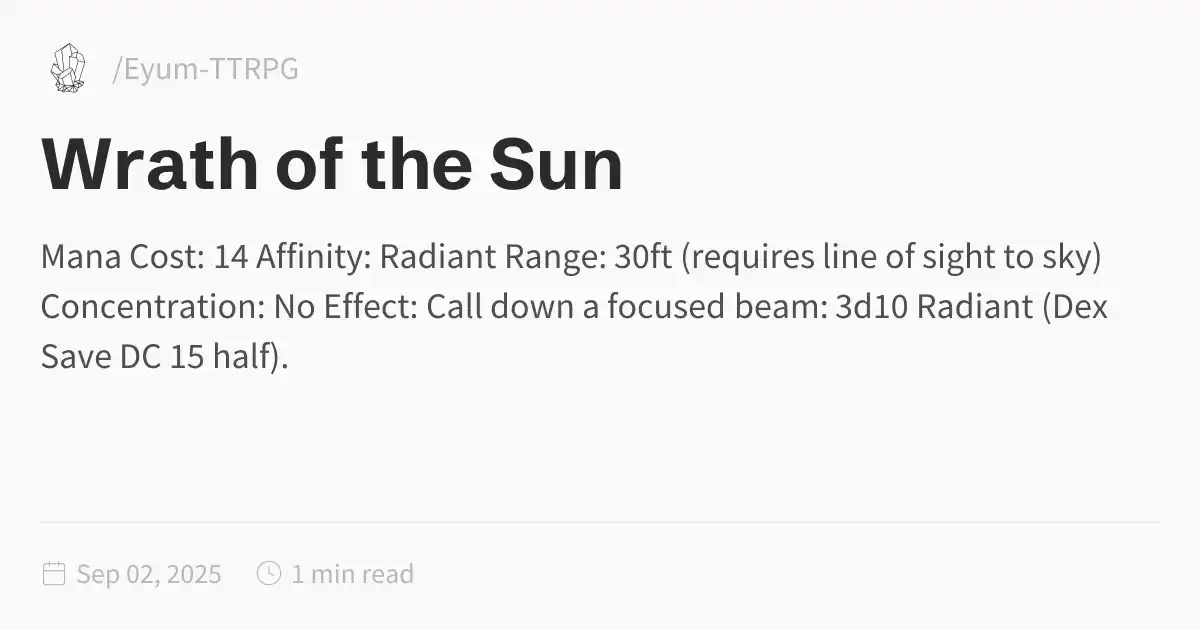 /Eyum-TTRPG
Wrath of the Sun
Mana Cost: 14 Affinity: Radiant Range: 30ft (requires line of sight to sky)
Concentration: No Effect: Call down a focused beam: 3d10 Radiant (Dex
Save DC 15 half).
Sep 02, 2025 1 min read